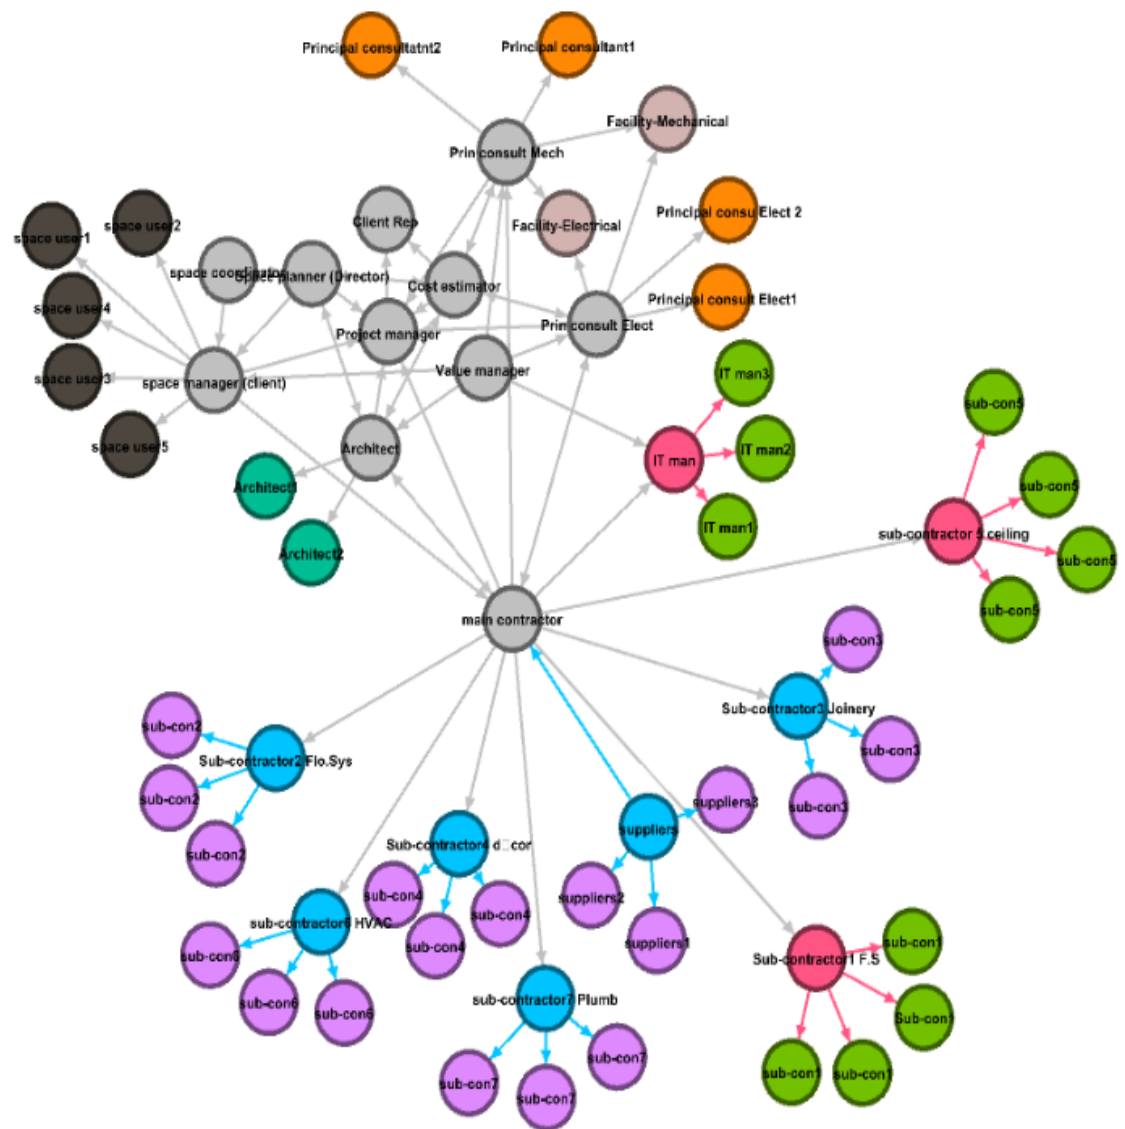 Principal consultatnt2
Principal consultant1
Facility-Mechanical
Prin consult Mech
Principal consu Elect 2
Client Rep
Facility-Electrical
space user2
space user1
space coordinator
Space planner (Director)
Cost estimator
Principal consult Elect1
space user4
Prin consult Elect
Project manager
Value manager
IT man3
space user3
space manager (client)
sub-con5
space user5
Architect
IT man2
IT man
Architect1
sub-con5
IT man1
sub-contractor 5 ceiling
Architect2
sub-con5
sub-con5
main contractor
sub-con3
Sub-contractor3 Joinery
sub-con2
sub-con3
Sub-contractor2 Flo.Sys
sub-con2
suppliers3
sub-con3
suppliers
Sub-contractor4 d□cor
sub-con2
sub-con4
suppliers2
sub-con4
sub-contractor6 HVAC
sub-con1
suppliers1
sub-con4
sub-con6
Sub-contractor1 F.S
sub-contractor7 Plumb
sub-con6
sub-con6
Sub-con1
sub-con7
sub-con1
sub-con1
sub-con7
sub-con7